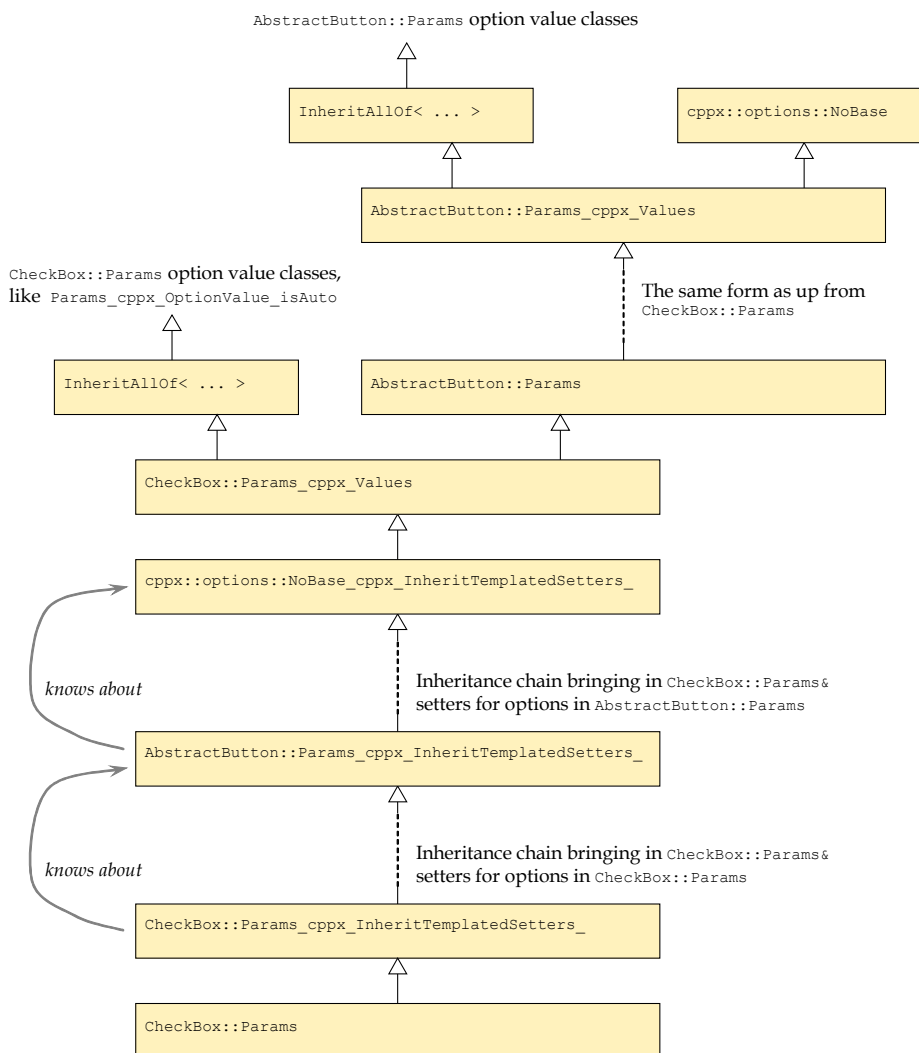 AbstractButton::Params option value classes
InheritAllOf< ... >
cppx::options::NoBase
AbstractButton::Params_cppx_Values
CheckBox::Params option value classes,
like Params_cppx_OptionValue_isAuto
The same form as up from
CheckBox::Params
InheritAllOf< ... >
AbstractButton::Params
CheckBox::Params_cppx_Values
cppx::options::NoBase_cppx_InheritTemplatedSetters_
knows about
Inheritance chain bringing in CheckBox::Params&
setters for options in AbstractButton::Params
AbstractButton::Params_cppx_InheritTemplatedSetters_
knows about
Inheritance chain bringing in CheckBox::Params&
setters for options in CheckBox::Params
CheckBox::Params_cppx_InheritTemplatedSetters_
CheckBox::Params